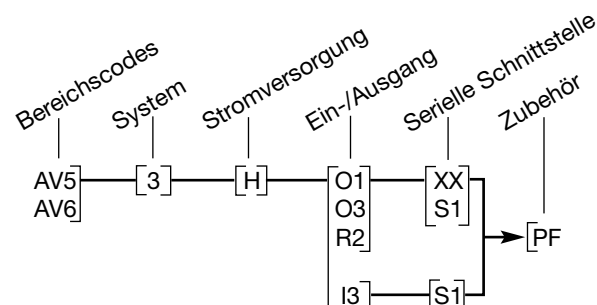 Bereichscodes
System
Stromversorgung
Ein-/Ausgang
Serielle Schnittstelle
Zubehör
AV5 [3] [H] [O1 XX
AV6 O3 S1
R2 [PF
I3 [S1]